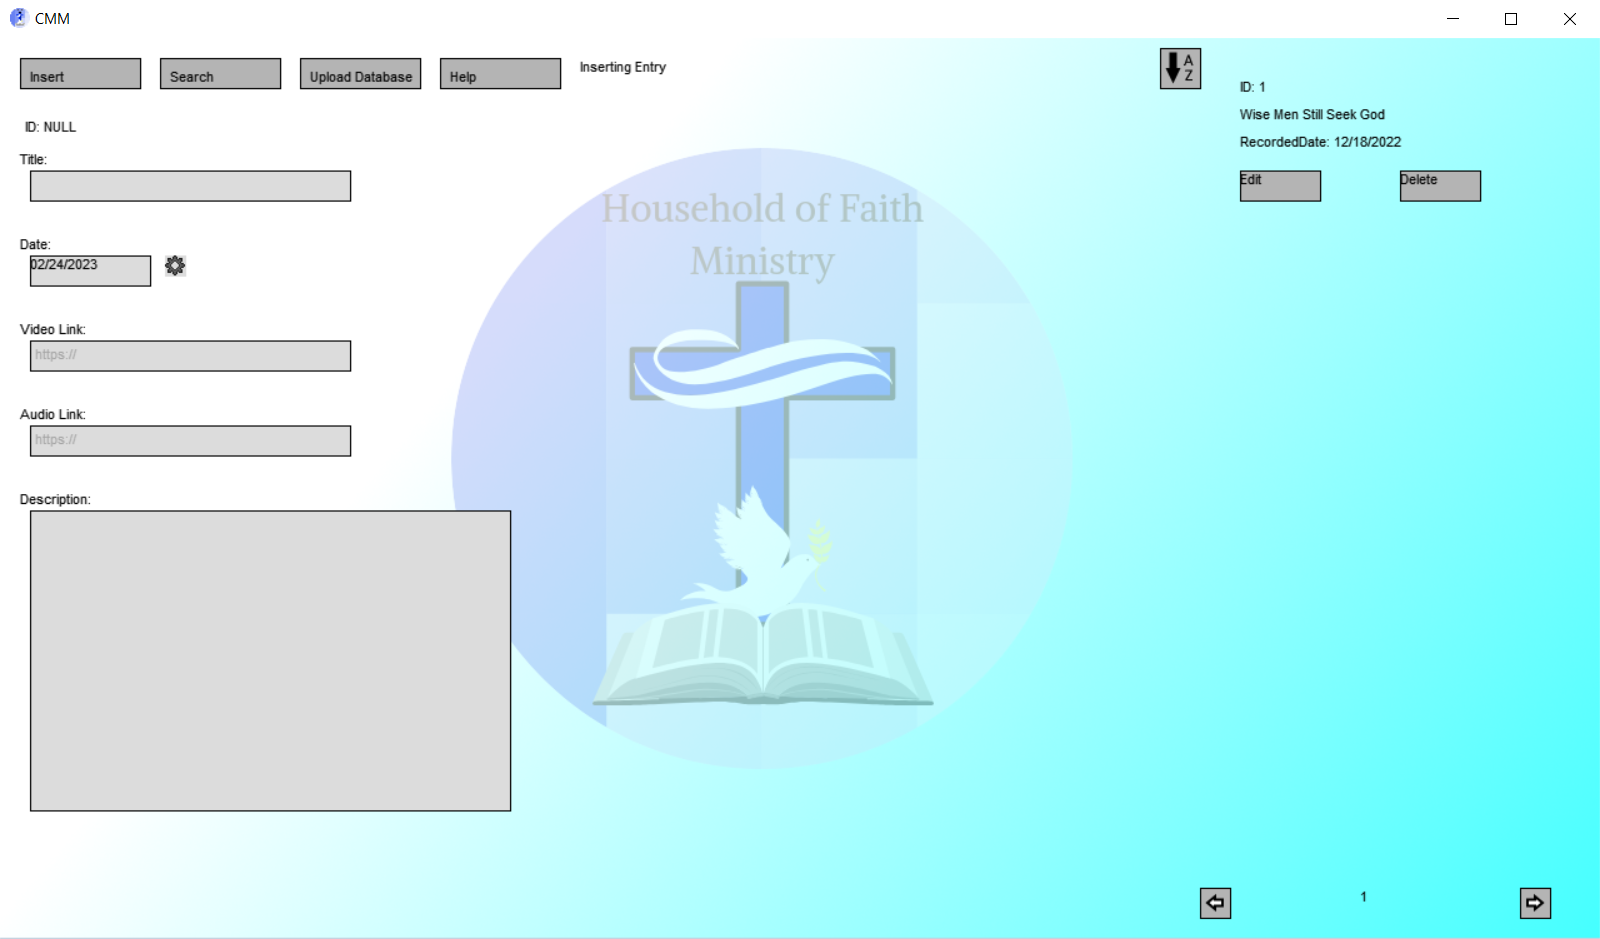 CMM
Insert
Search
Upload Database
Help
Inserting Entry
A
Z
ID: NULL
Title:
Date:
02/24/2023
Video Link:
https://
Audio Link:
https://
Description:
Household of Faith
Ministry
ID: 1
Wise Men Still Seek God
RecordedDate: 12/18/2022
Edit
Delete
1